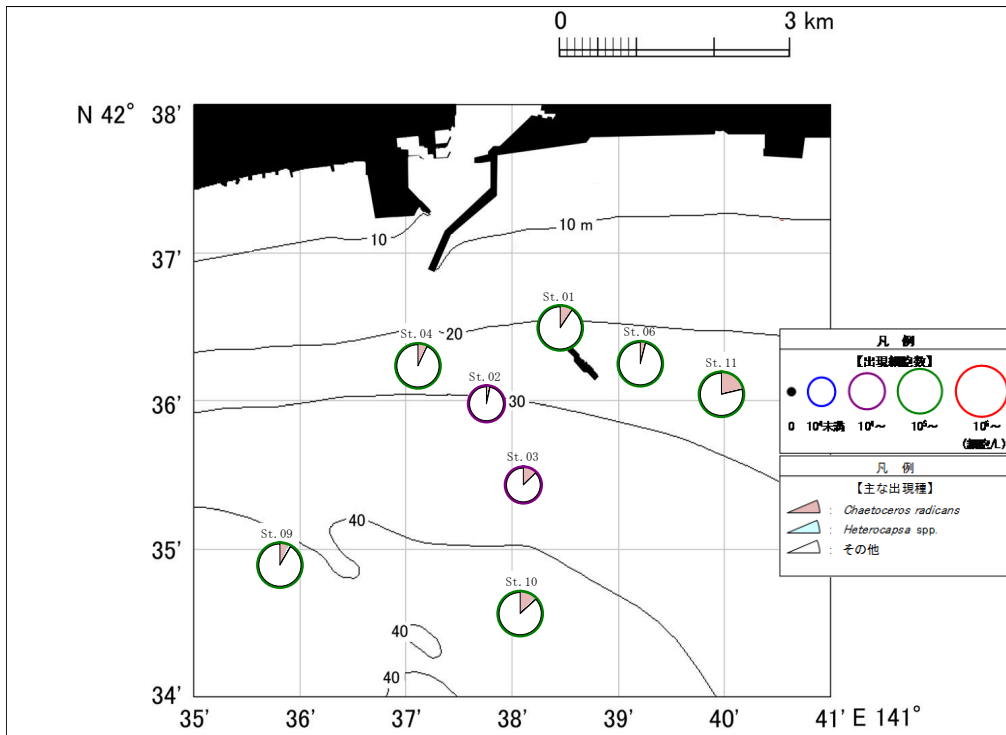 0 3 km
N 42° 38'
10
10 m
37'
St.01
St.04
20
St.06
St.11
St.02
36'
30
St.03
40
St.09
35'
St.10
40
40
34'
35' 36' 37' 38' 39' 40' 41' E 141°
凡 例
【出現細胞数】
0 10⁴未満 10⁴～ 10⁵～ 10⁶～
(細胞/L)
凡 例
【主な出現種】
: Chaetoceros radicans
: Heterocapsa spp.
: その他